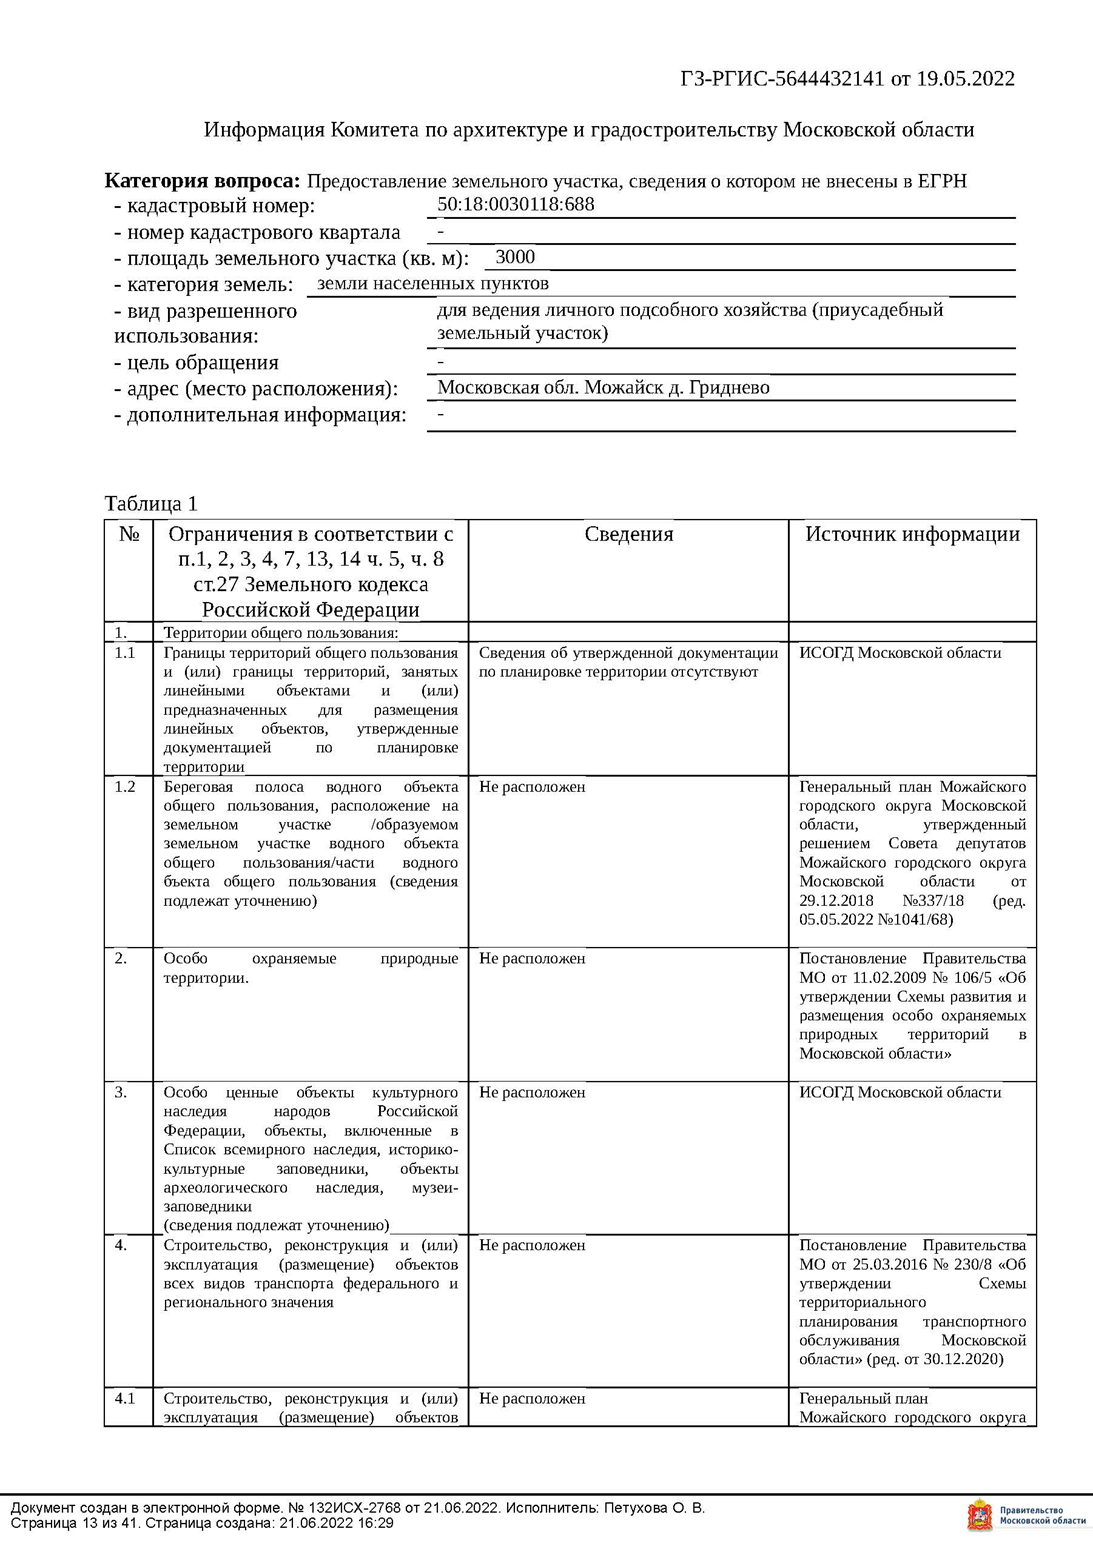 ГЗ-РГИС-5644432141 от 19.05.2022
Информация Комитета по архитектуре и градостроительству Московской области
Категория вопроса: Предоставление земельного участка, сведения о котором не внесены в ЕГРН
- кадастровый номер: 50:18:0030118:688
- номер кадастрового квартала -
- площадь земельного участка (кв. м): 3000
- категория земель: земли населенных пунктов
- вид разрешенного использования: для ведения личного подсобного хозяйства (приусадебный земельный участок)
- цель обращения -
- адрес (место расположения): Московская обл. Можайск д. Гриднево
- дополнительная информация: -
Таблица 1
№
Ограничения в соответствии с
п.1, 2, 3, 4, 7, 13, 14 ч. 5, ч. 8
ст.27 Земельного кодекса
Российской Федерации
Сведения
Источник информации
1.
Территории общего пользования:
1.1
Границы территорий общего пользования
и (или) границы территорий, занятых
линейными объектами и (или)
предназначенных для размещения
линейных объектов, утвержденные
документацией по планировке
территории
Сведения об утвержденной документации
по планировке территории отсутствуют
ИСОГД Московской области
1.2
Береговая полоса водного объекта
общего пользования, расположение на
земельном участке /образуемом
земельном участке водного объекта
общего пользования/части водного
бъекта общего пользования (сведения
подлежат уточнению)
Не расположен
Генеральный план Можайского
городского округа Московской
области, утвержденный
решением Совета депутатов
Можайского городского округа
Московской области от
29.12.2018 №337/18 (ред.
05.05.2022 №1041/68)
2.
Особо охраняемые природные
территории.
Не расположен
Постановление Правительства
МО от 11.02.2009 № 106/5 «Об
утверждении Схемы развития и
размещения особо охраняемых
природных территорий в
Московской области»
3.
Особо ценные объекты культурного
наследия народов Российской
Федерации, объекты, включенные в
Список всемирного наследия, историко-
культурные заповедники, объекты
археологического наследия, музеи-
заповедники
(сведения подлежат уточнению)
Не расположен
ИСОГД Московской области
4.
Строительство, реконструкция и (или)
эксплуатация (размещение) объектов
всех видов транспорта федерального и
регионального значения
Не расположен
Постановление Правительства
МО от 25.03.2016 № 230/8 «Об
утверждении Схемы
территориального
планирования транспортного
обслуживания Московской
области» (ред. от 30.12.2020)
4.1
Строительство, реконструкция и (или)
эксплуатация (размещение) объектов
Не расположен
Генеральный план
Можайского городского округа
Документ создан в электронной форме. № 132ИСХ-2768 от 21.06.2022. Исполнитель: Петухова О. В.
Страница 13 из 41. Страница создана: 21.06.2022 16:29
Правительство
Московской области